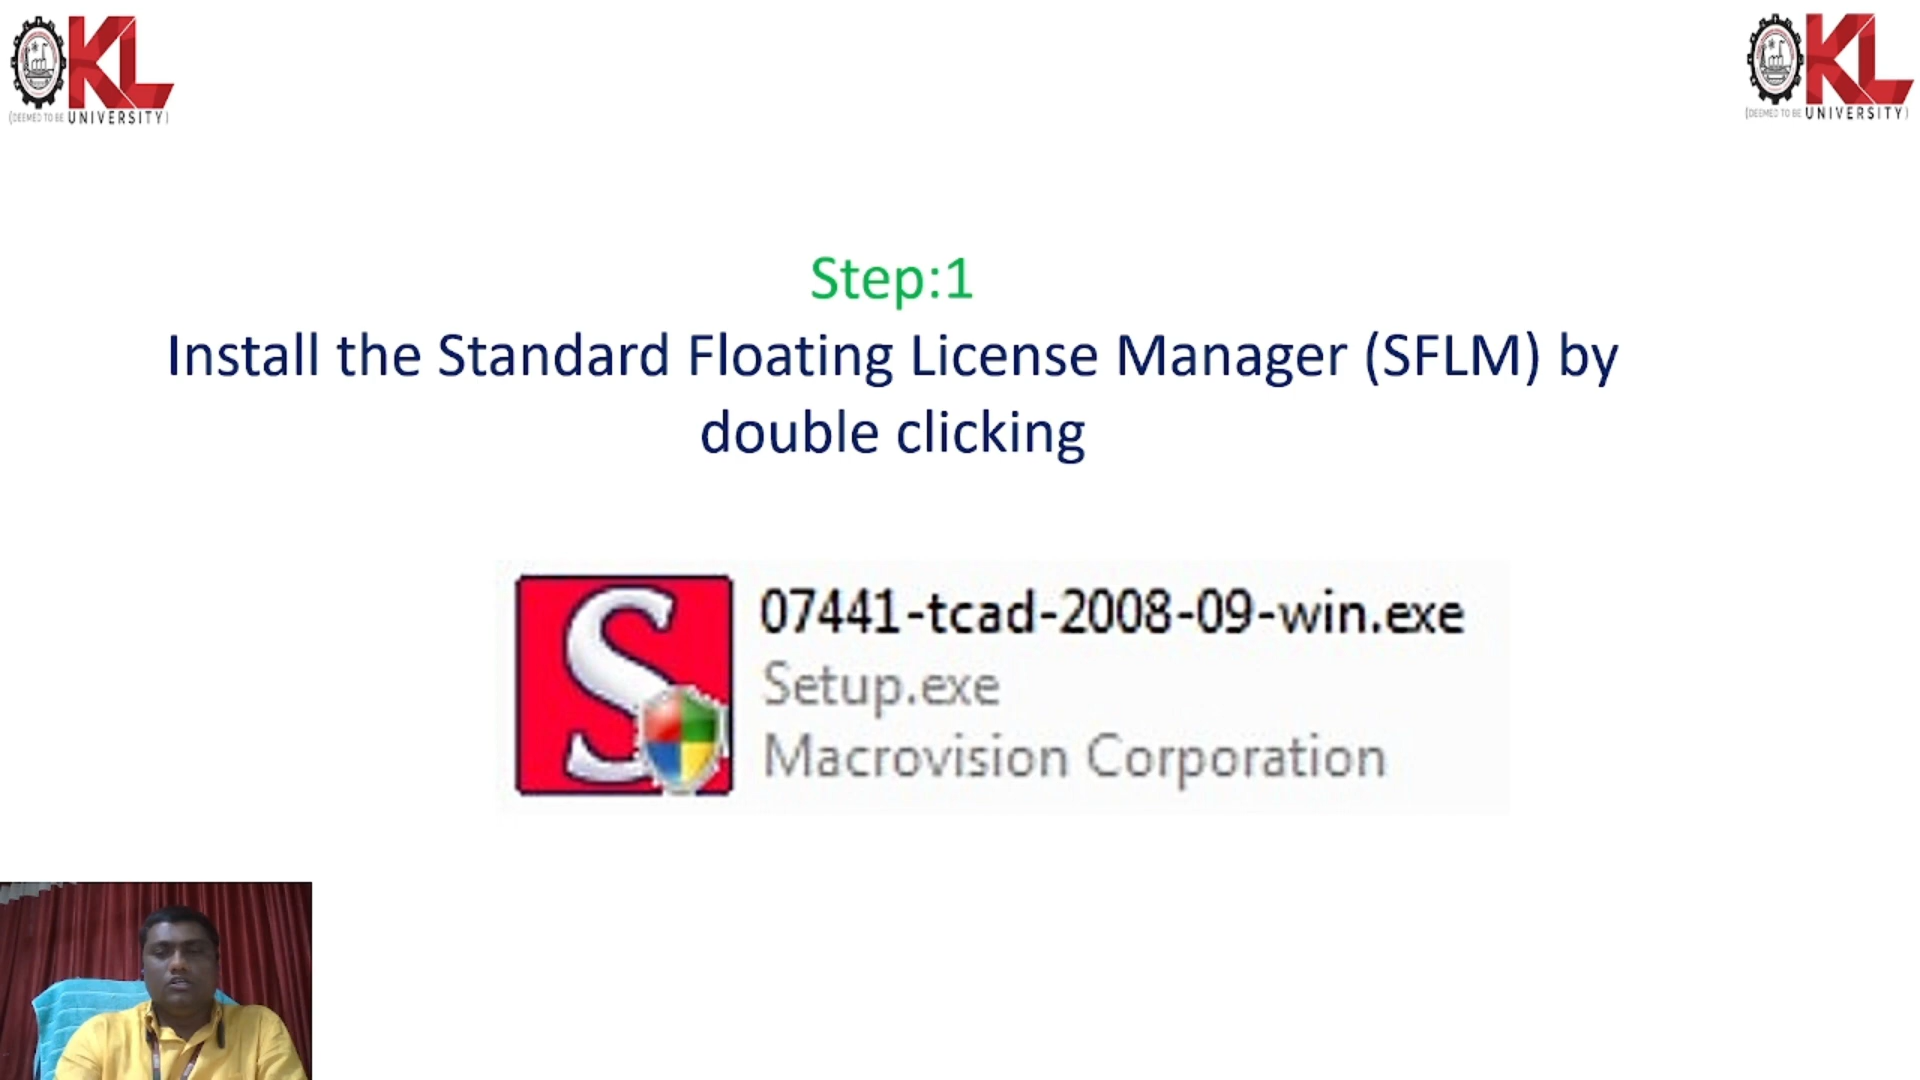 KL
(DEEMED TO BE UNIVERSITY)
KL
(DEEMED TO BE UNIVERSITY)
Step:1
Install the Standard Floating License Manager (SFLM) by
double clicking
S
07441-tcad-2008-09-win.exe
Setup.exe
Macrovision Corporation